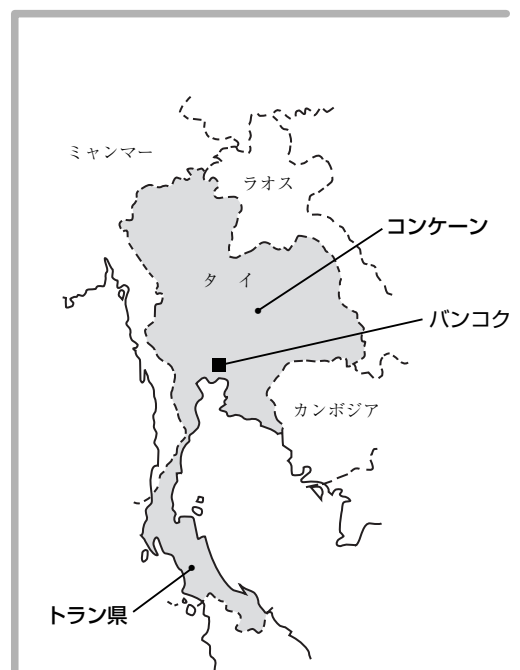 ミャンマー
ラオス
コンケーン
タイ
バンコク
カンボジア
トラン県